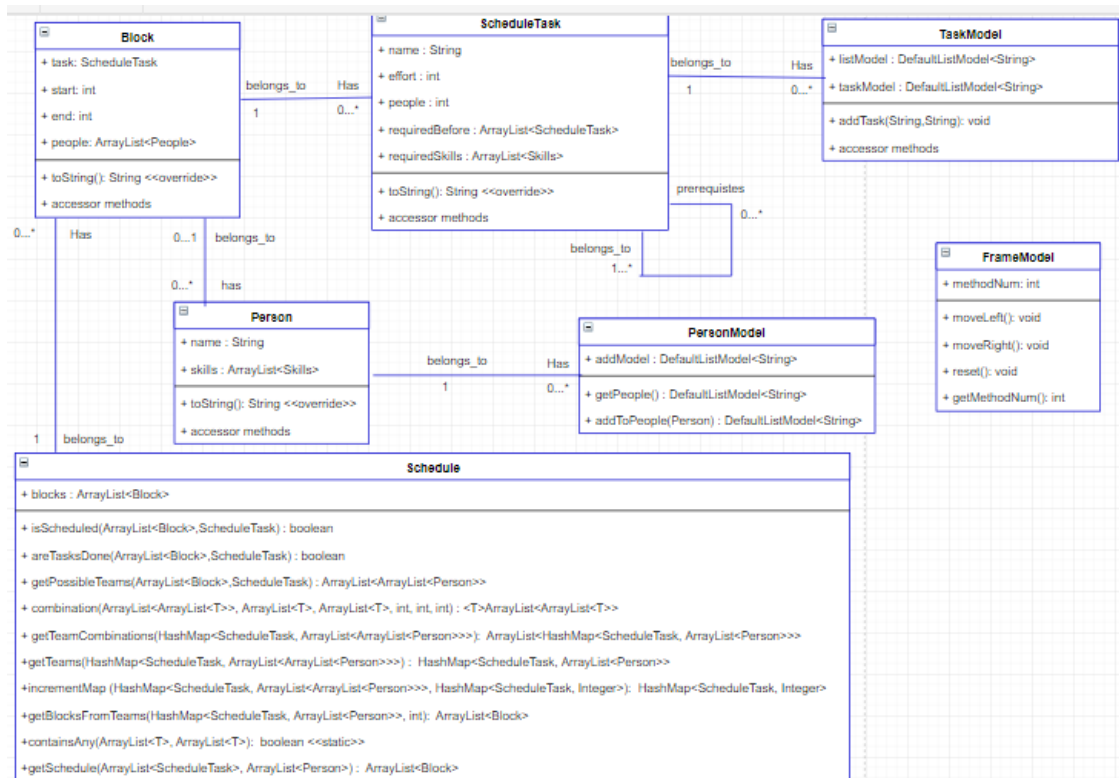 Block
+ task: ScheduleTask
+ start: int
+ end: int
+ people: ArrayList<People>
+ toString(): String <<override>>
+ accessor methods
belongs_to
Has
1
0...*
ScheduleTask
+ name : String
+ effort : int
+ people : int
+ requiredBefore : ArrayList<ScheduleTask>
+ requiredSkills : ArrayList<Skills>
+ toString(): String <<override>>
+ accessor methods
belongs_to
Has
1
0...*
TaskModel
+ listModel : DefaultListModel<String>
+ taskModel : DefaultListModel<String>
+ addTask(String,String): void
+ accessor methods
prerequistes
0...*
belongs_to
1...*
0...*
Has
0...1
belongs_to
0...*
has
FrameModel
+ methodNum: int
+ moveLeft(): void
+ moveRight(): void
+ reset(): void
+ getMethodNum(): int
Person
+ name : String
+ skills : ArrayList<Skills>
+ toString(): String <<override>>
+ accessor methods
belongs_to
Has
1
0...*
PersonModel
+ addModel : DefaultListModel<String>
+ getPeople() : DefaultListModel<String>
+ addToPeople(Person) : DefaultListModel<String>
1
belongs_to
Schedule
+ blocks : ArrayList<Block>
+ isScheduled(ArrayList<Block>,ScheduleTask) : boolean
+ areTasksDone(ArrayList<Block>,ScheduleTask) : boolean
+ getPossibleTeams(ArrayList<Block>,ScheduleTask) : ArrayList<ArrayList<Person>>
+ combination(ArrayList<ArrayList<T>>, ArrayList<T>, ArrayList<T>, int, int, int) : <T>ArrayList<ArrayList<T>>
+ getTeamCombinations(HashMap<ScheduleTask, ArrayList<ArrayList<Person>>>): ArrayList<HashMap<ScheduleTask, ArrayList<Person>>>
+getTeams(HashMap<ScheduleTask, ArrayList<ArrayList<Person>>>) : HashMap<ScheduleTask, ArrayList<Person>>
+incrementMap (HashMap<ScheduleTask, ArrayList<ArrayList<Person>>>, HashMap<ScheduleTask, Integer>): HashMap<ScheduleTask, Integer>
+getBlocksFromTeams(HashMap<ScheduleTask, ArrayList<Person>>, int): ArrayList<Block>
+containsAny(ArrayList<T>, ArrayList<T>): boolean <<static>>
+getSchedule(ArrayList<ScheduleTask>, ArrayList<Person>) : ArrayList<Block>